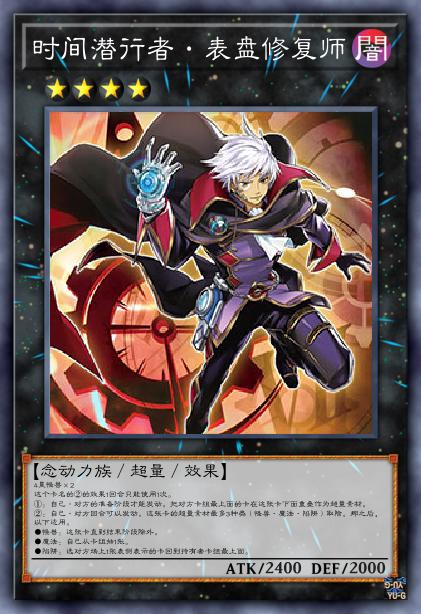 时间潜行者·表盘修复师
闇
【念动力族/超量/效果】
4星怪兽×2
这个卡名的②的效果1回合只能使用1次。
①:自己·对方的准备阶段才能发动。把对方卡组最上面的卡在这张卡下面重叠作为超量素材。
②:自己·对方回合可以发动。这张卡的超量素材最多3种类(怪兽·魔法·陷阱)取除。那之后,
以下适用。
●怪兽:这张卡直到结束阶段除外。
●魔法:自己从卡组抽1张。
●陷阱:选对方场上1张表侧表示的卡回到持有者卡组最上面。
ATK/2400 DEF/2000